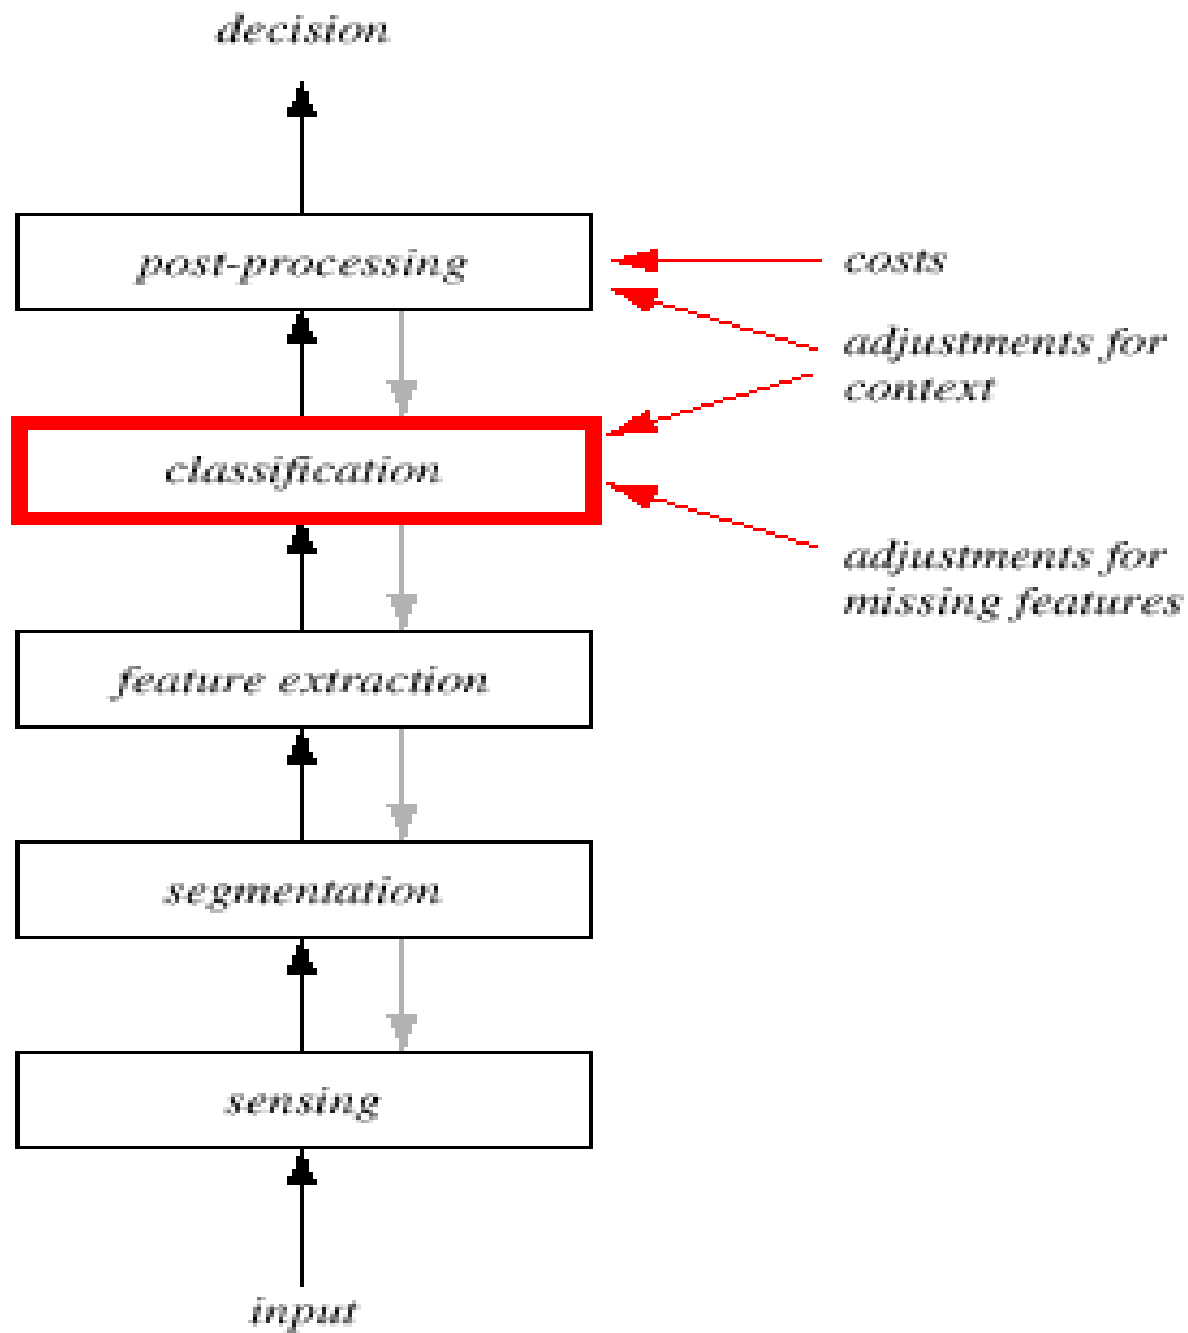 decision
post-processing
costs
adjustments for
context
classification
adjustments for
missing features
feature extraction
segmentation
sensing
input